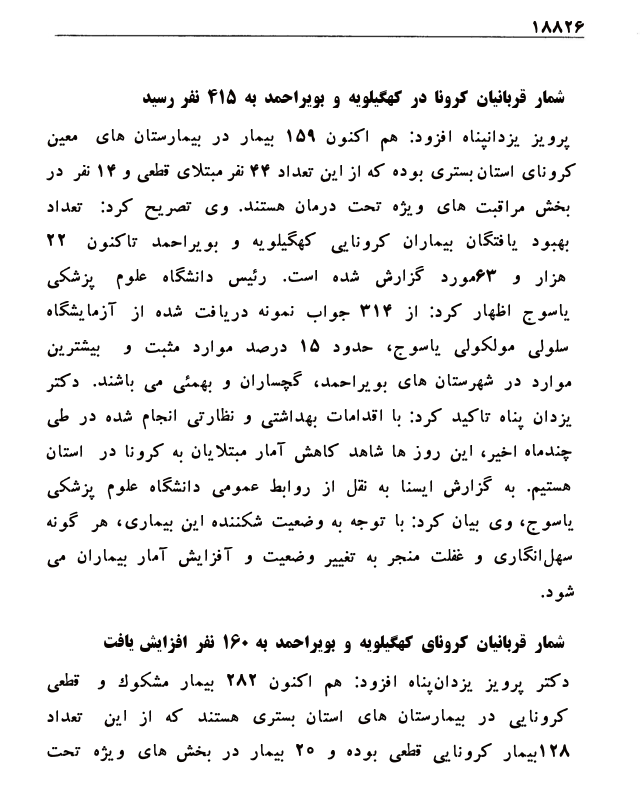 ۱۸۸۲۶
شمار قربانیان کرونا در کهگیلویه و بویراحمد به ۴۱۵ نفر رسید
پرویز یزدانپناه افزود: هم اکنون ۱۵۹ بیمار در بیمارستان های معین
کرونای استان بستری بوده که از این تعداد ۴۴ نفر مبتلای قطعی و ۱۴ نفر در
بخش مراقبت های ویژه تحت درمان هستند. وی تصریح کرد: تعداد
بهبود یافتگان بیماران کرونایی کهگیلویه و بویراحمد تاکنون ۲۲
هزار و ۶۳مورد گزارش شده است. رئیس دانشگاه علوم پزشکی
یاسوج اظهار کرد: از ۳۱۴ جواب نمونه دریافت شده از آزمایشگاه
سلولی مولکولی یاسوج، حدود ۱۵ درصد موارد مثبت و بیشترین
موارد در شهرستان های بویراحمد، گچساران و بهمئی می باشند. دکتر
یزدان پناه تاکید کرد: با اقدامات بهداشتی و نظارتی انجام شده در طی
چندماه اخیر، این روز ها شاهد کاهش آمار مبتلایان به کرونا در استان
هستیم. به گزارش ایسنا به نقل از روابط عمومی دانشگاه علوم پزشکی
یاسوج، وی بیان کرد: با توجه به وضعیت شکننده این بیماری، هر گونه
سهل‌انگاری و غفلت منجر به تغییر وضعیت و آفزایش آمار بیماران می
شود.
شمار قربانیان کرونای کهگیلویه و بویراحمد به ۱۶۰ نفر افزایش یافت
دکتر پرویز یزدان‌پناه افزود: هم اکنون ۲۸۲ بیمار مشکوك و قطعی
کرونایی در بیمارستان های استان بستری هستند که از این تعداد
۱۲۸بیمار کرونایی قطعی بوده و ۲۰ بیمار در بخش های ویژه تحت